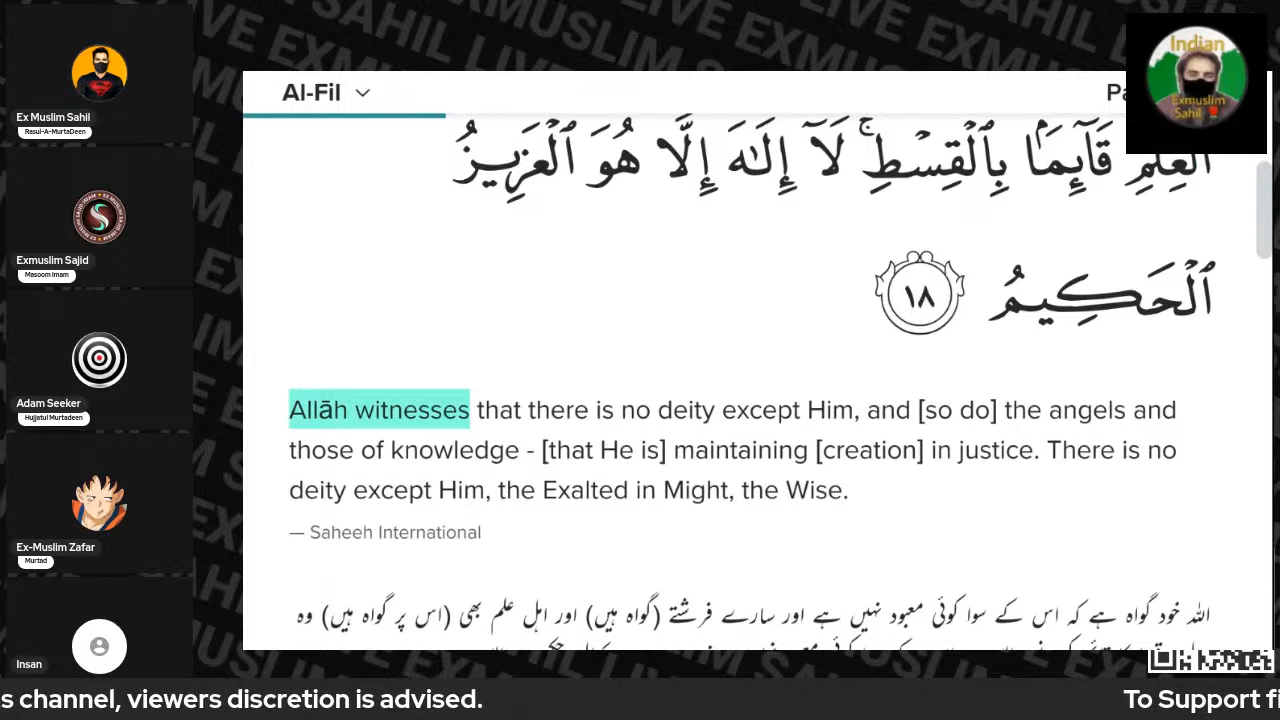 Ex Muslim Sahil
Rasul-A-MurtaDeen
Exmuslim Sajid
Masoom Imam
Adam Seeker
Hujjatul Murtadeen
Ex-Muslim Zafar
Murtad
Insan
Al-Fil
Indian
Exmuslim
Sahil
ٱلْعِلْمِ قَآئِمًۢا بِٱلْقِسْطِ ۚ لَآ إِلَـٰهَ إِلَّا هُوَ ٱلْعَزِيزُ
ٱلْحَكِيمُ ١٨
Allāh witnesses that there is no deity except Him, and [so do] the angels and
those of knowledge - [that He is] maintaining [creation] in justice. There is no
deity except Him, the Exalted in Might, the Wise.
— Saheeh International
اللہ خود گواہ ہے کہ اس کے سوا کوئی معبود نہیں ہے اور سارے فرشتے (گواہ ہیں) اور اہل علم بھی (اس پر گواہ ہیں) وہ
s channel, viewers discretion is advised.
To Support